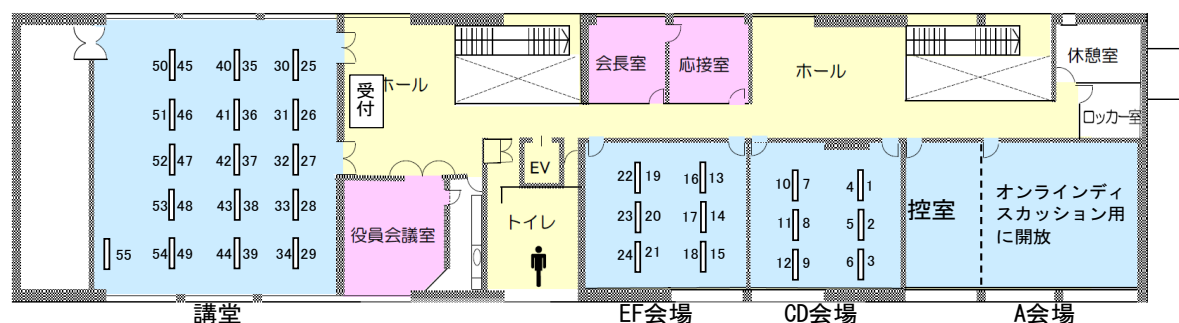 50 45 40 35 30 25
51 46 41 36 31 26
52 47 42 37 32 27
53 48 43 38 33 28
55 54 49 44 39 34 29
講堂
受付
ホール
役員会議室
EV
トイレ
会長室
応接室
ホール
休憩室
ロッカー室
22 19 16 13
23 20 17 14
24 21 18 15
EF会場
10 7 4 1
11 8 5 2
12 9 6 3
CD会場
控室
オンラインディ
スカッション用
に開放
A会場